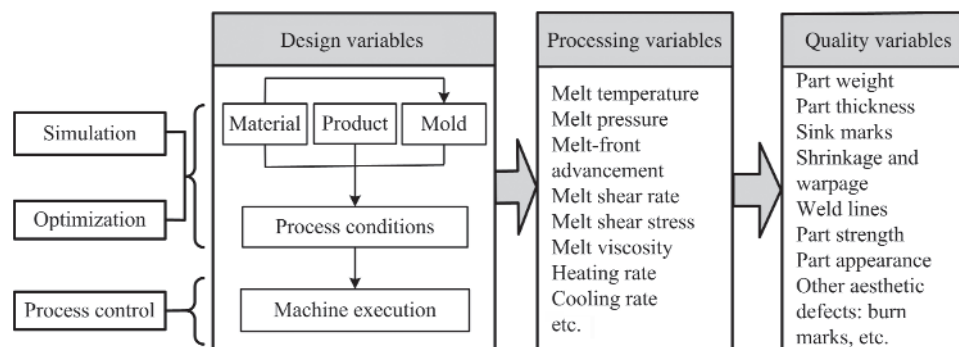 Simulation
Optimization
Process control
Design variables
Material
Product
Mold
Process conditions
Machine execution
Processing variables
Melt temperature
Melt pressure
Melt-front
advancement
Melt shear rate
Melt shear stress
Melt viscosity
Heating rate
Cooling rate
etc.
Quality variables
Part weight
Part thickness
Sink marks
Shrinkage and
warpage
Weld lines
Part strength
Part appearance
Other aesthetic
defects: burn
marks, etc.